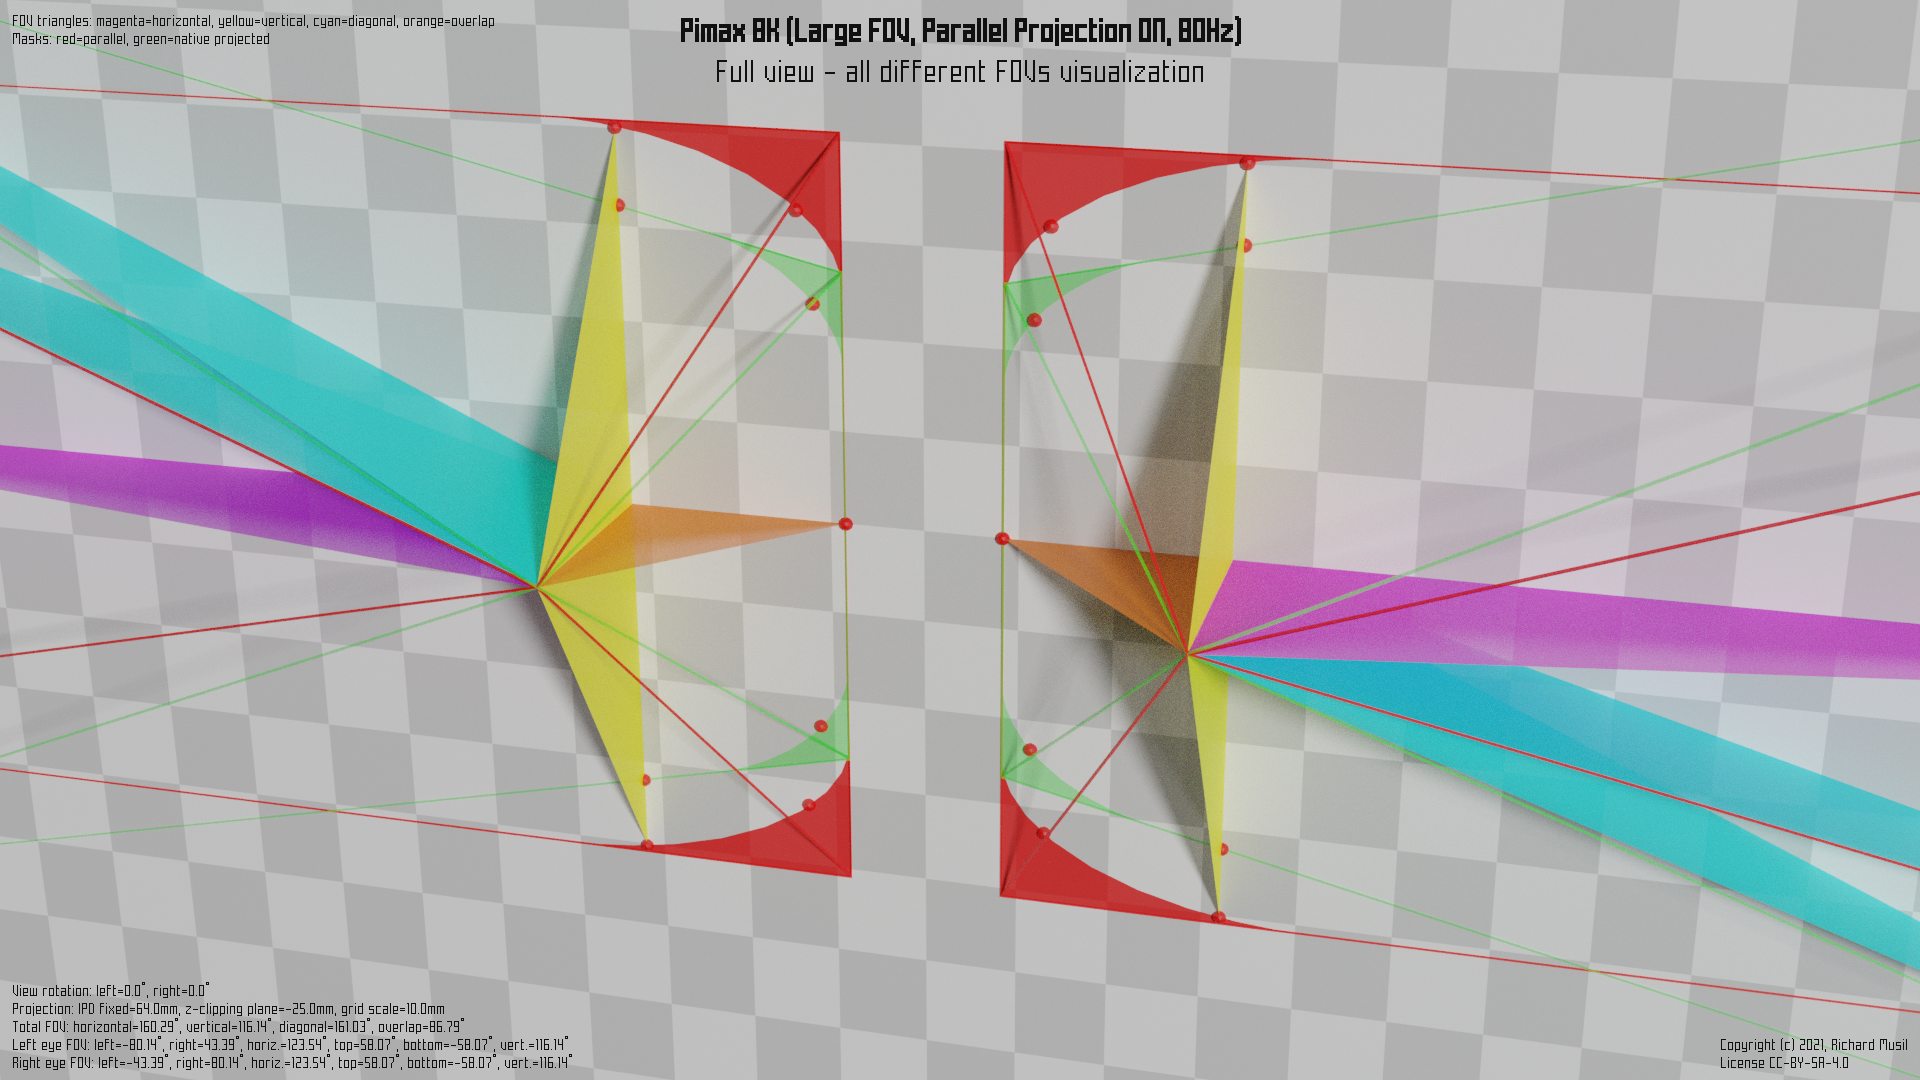 FOV triangles: magenta=horizontal, yellow=vertical, cyan=diagonal, orange=overlap
Masks: red=parallel, green=native projected
Pimax 8K (Large FOV, Parallel Projection ON, 80Hz)
Full view - all different FOVs visualization
View rotation: left=0.0°, right=0.0°
Projection: IPD fixed=64.0mm, z-clipping plane=-25.0mm, grid scale=10.0mm
Total FOV: horizontal=160.29°, vertical=116.14°, diagonal=161.03°, overlap=86.79°
Left eye FOV: left=-80.14°, right=43.39°, horiz.=123.54°, top=58.07°, bottom=-58.07°, vert.=116.14°
Right eye FOV: left=-43.39°, right=80.14°, horiz.=123.54°, top=58.07°, bottom=-58.07°, vert.=116.14°
Copyright (c) 2021, Richard Musil
License CC-BY-SA-4.0